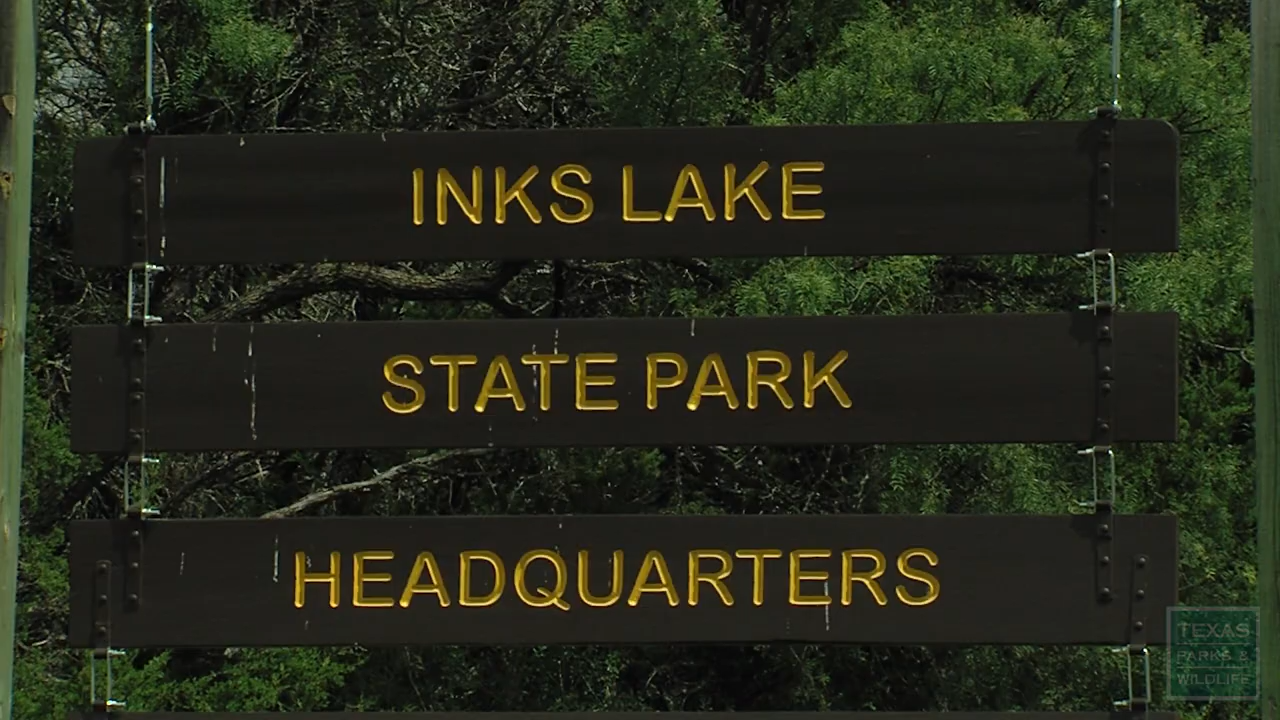 INKS LAKE
STATE PARK
HEADQUARTERS
TEXAS
PARKS &
WILDLIFE